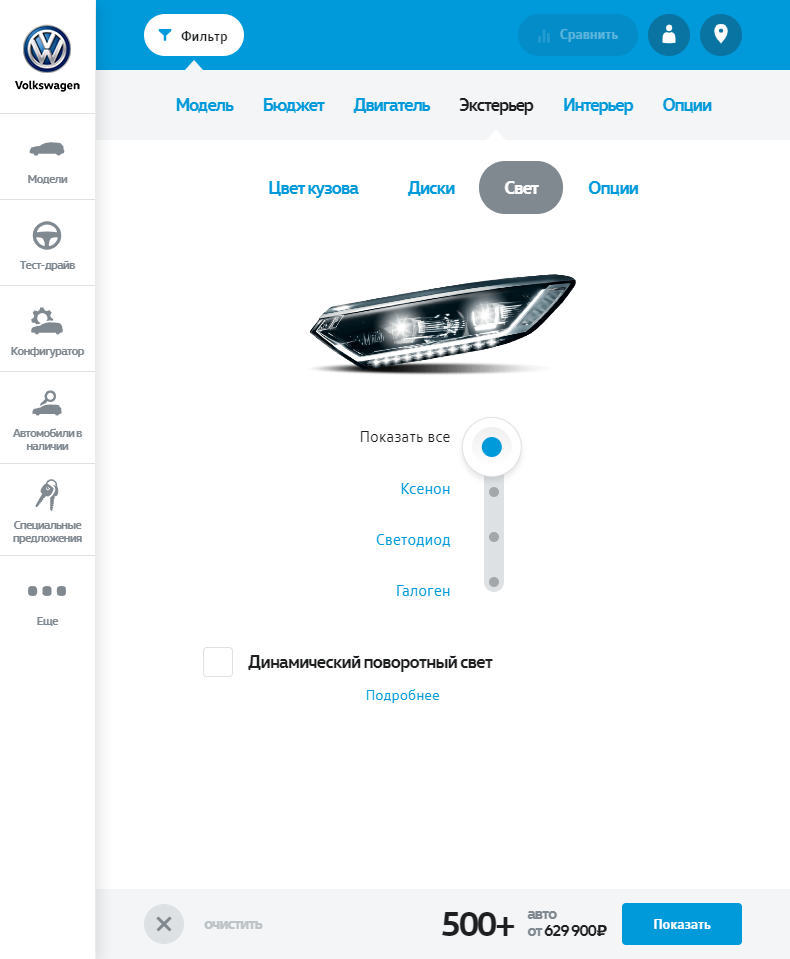 Volkswagen
Модели
Тест-драйв
Конфигуратор
Автомобили в
наличии
Специальные
предложения
Еще
Фильтр
Сравнить
Модель Бюджет Двигатель Экстерьер Интерьер Опции
Цвет кузова Диски Свет Опции
Показать все
Ксенон
Светодиод
Галоген
Динамический поворотный свет
Подробнее
очистить
500+
авто
от 629 900₽
Показать